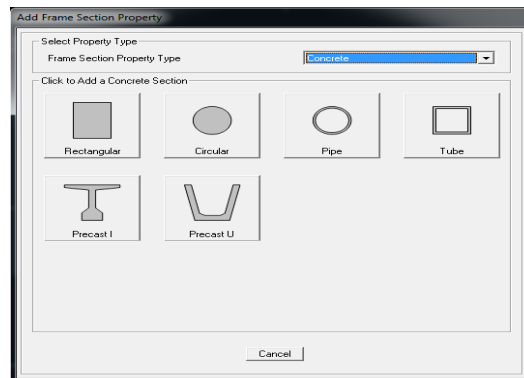 Add Frame Section Property
Select Property Type
Frame Section Property Type
Concrete
Click to Add a Concrete Section
Rectangular
Circular
Pipe
Tube
Precast I
Precast U
Cancel